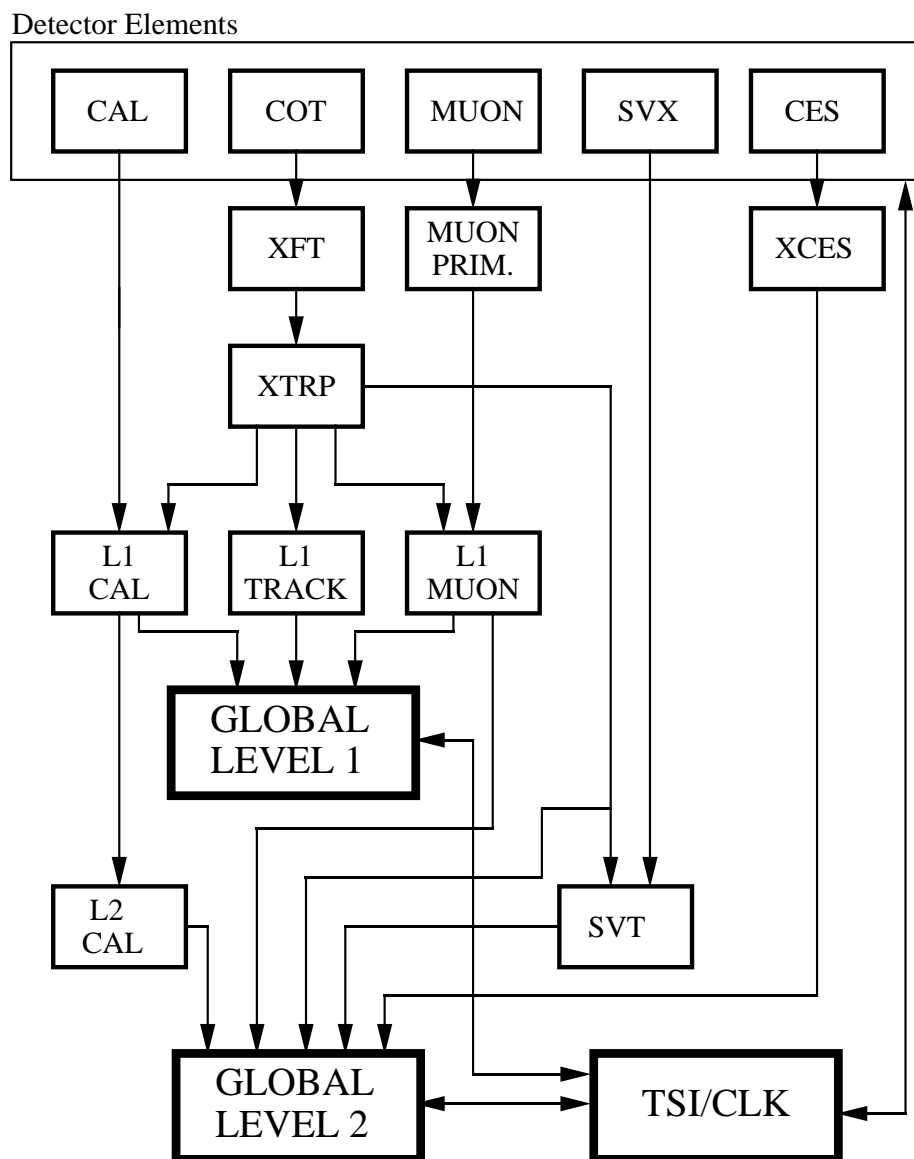 Detector Elements
CAL
COT
MUON
SVX
CES
XFT
MUON
PRIM.
XCES
XTRP
L1
CAL
L1
TRACK
L1
MUON
GLOBAL
LEVEL 1
L2
CAL
SVT
GLOBAL
LEVEL 2
TSI/CLK